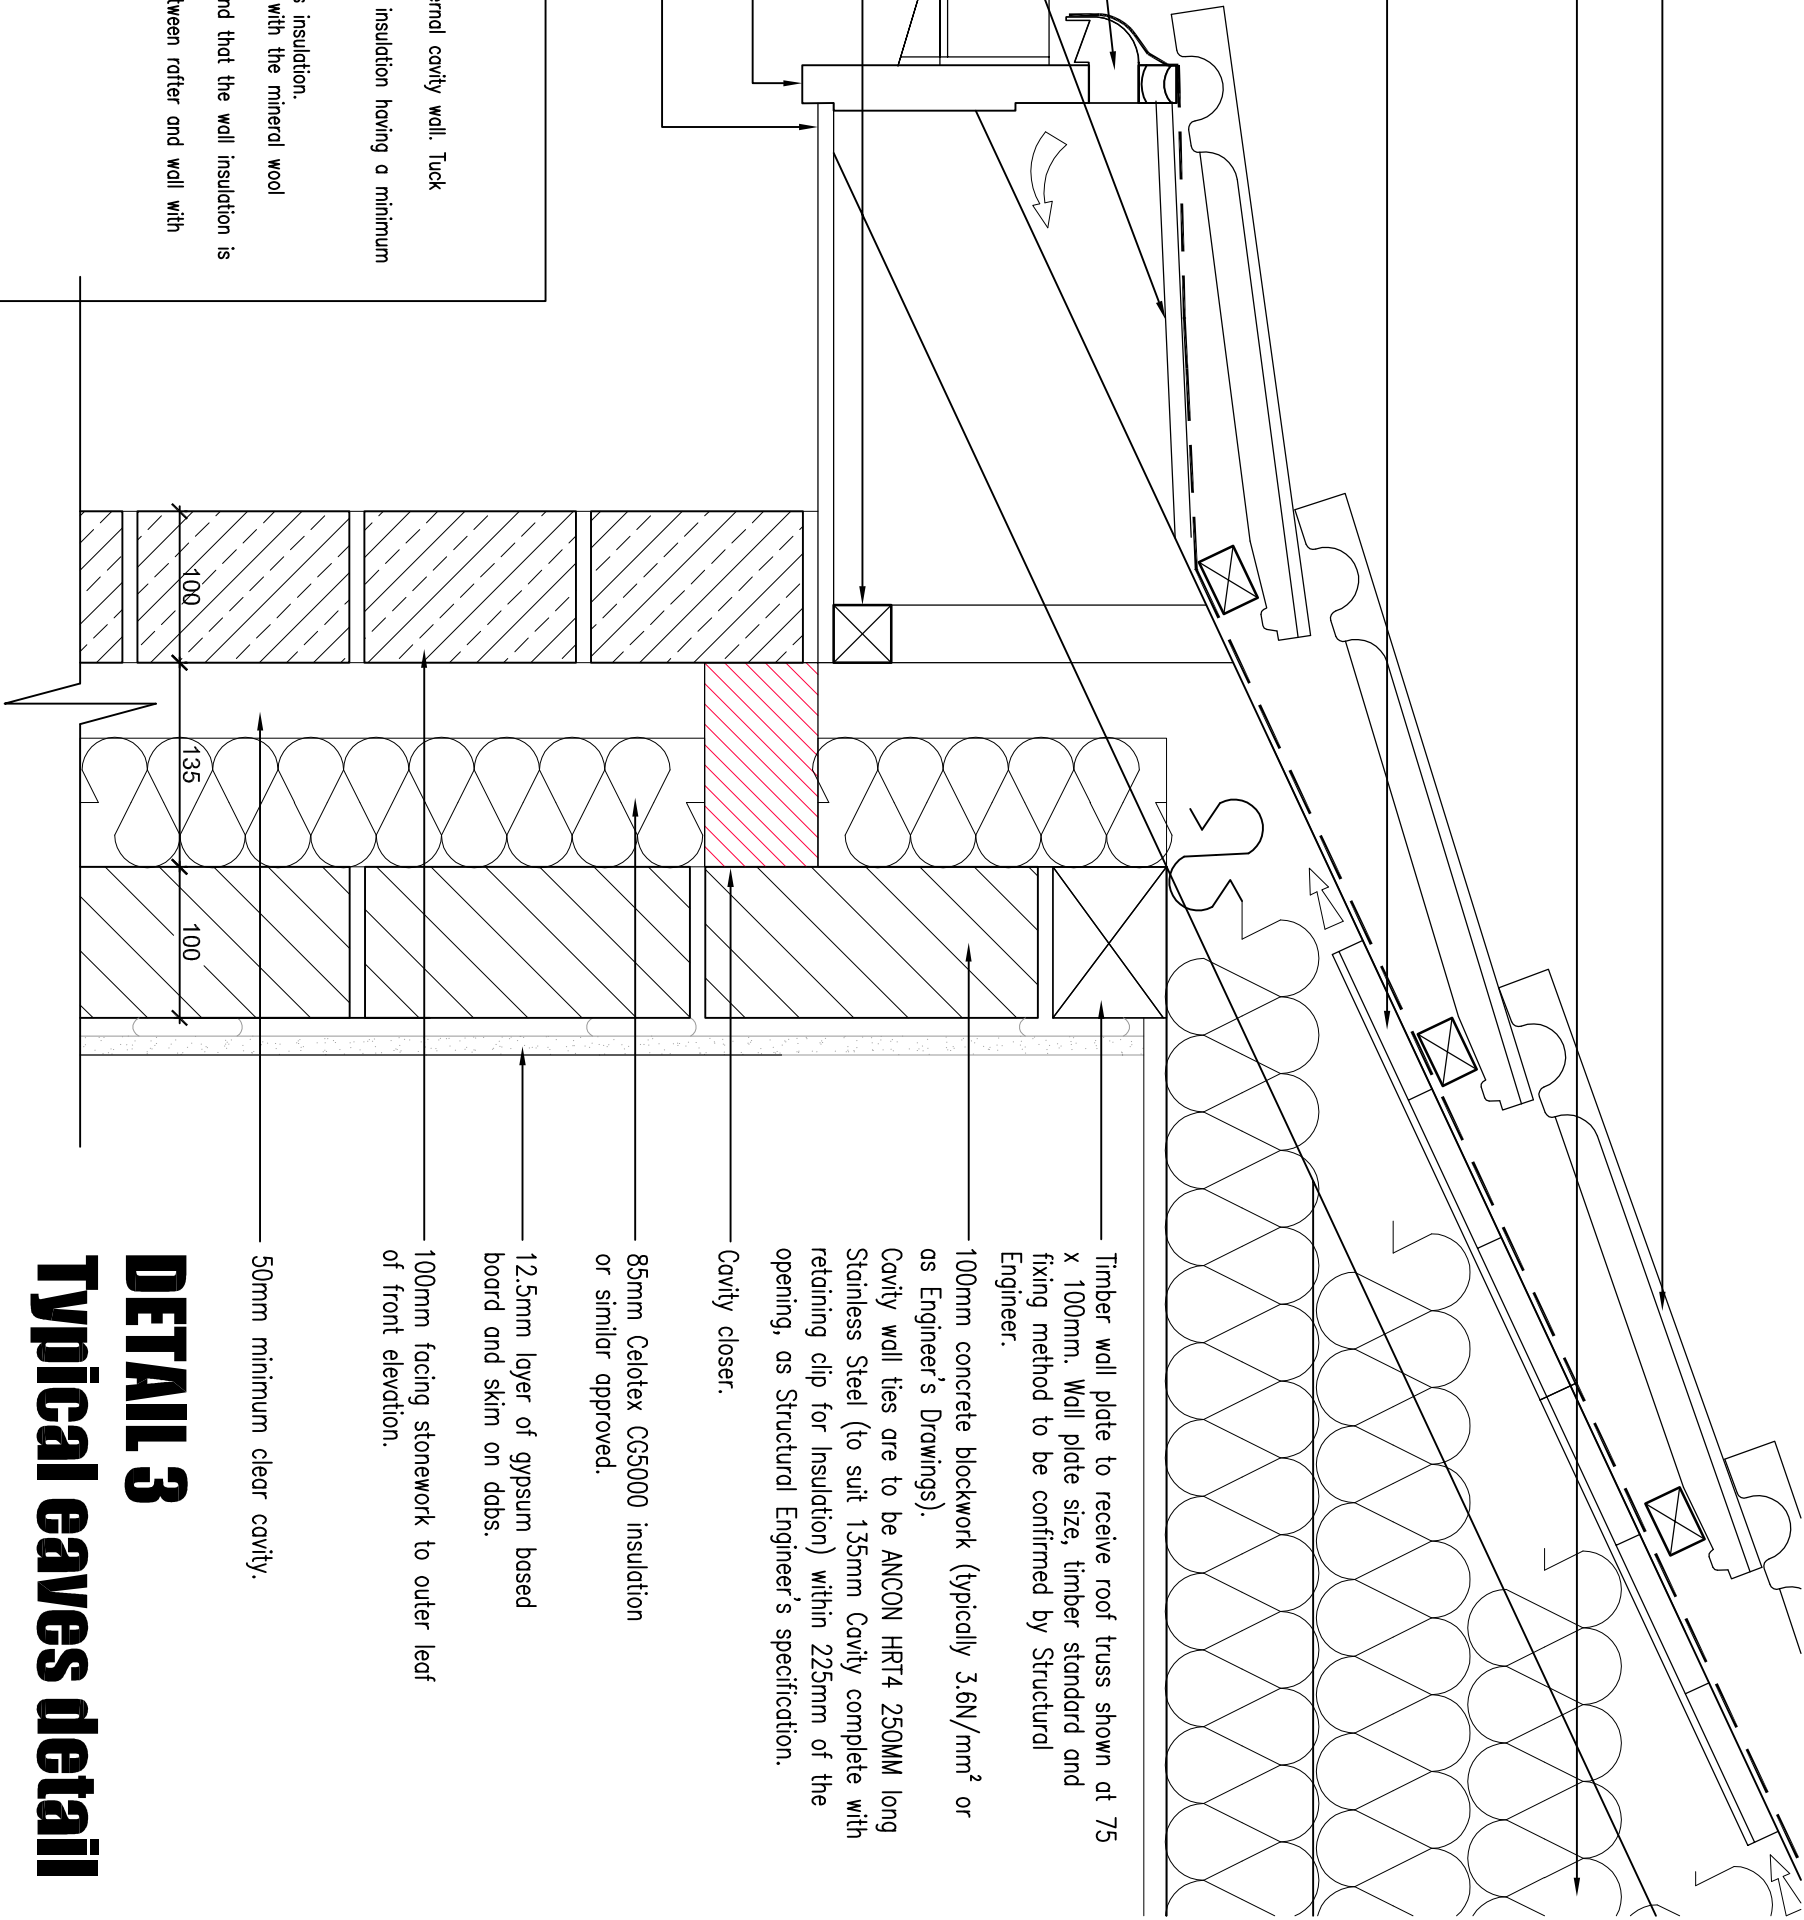 ernal cavity wall. Tuck
insulation having a minimum
s insulation.
with the mineral wool
nd that the wall insulation is
tween rafter and wall with
100
135
100
Timber wall plate to receive roof truss shown at 75
x 100mm. Wall plate size, timber standard and
fixing method to be confirmed by Structural
Engineer.
100mm concrete blockwork (typically 3.6N/mm² or
as Engineer's Drawings).
Cavity wall ties are to be ANCON HRT4 250MM long
Stainless Steel (to suit 135mm Cavity complete with
retaining clip for Insulation) within 225mm of the
opening, as Structural Engineer's specification.
Cavity closer.
85mm Celotex CG5000 insulation
or similar approved.
12.5mm layer of gypsum based
board and skim on dabs.
100mm facing stonework to outer leaf
of front elevation.
50mm minimum clear cavity.
DETAIL 3
Typical eaves detail